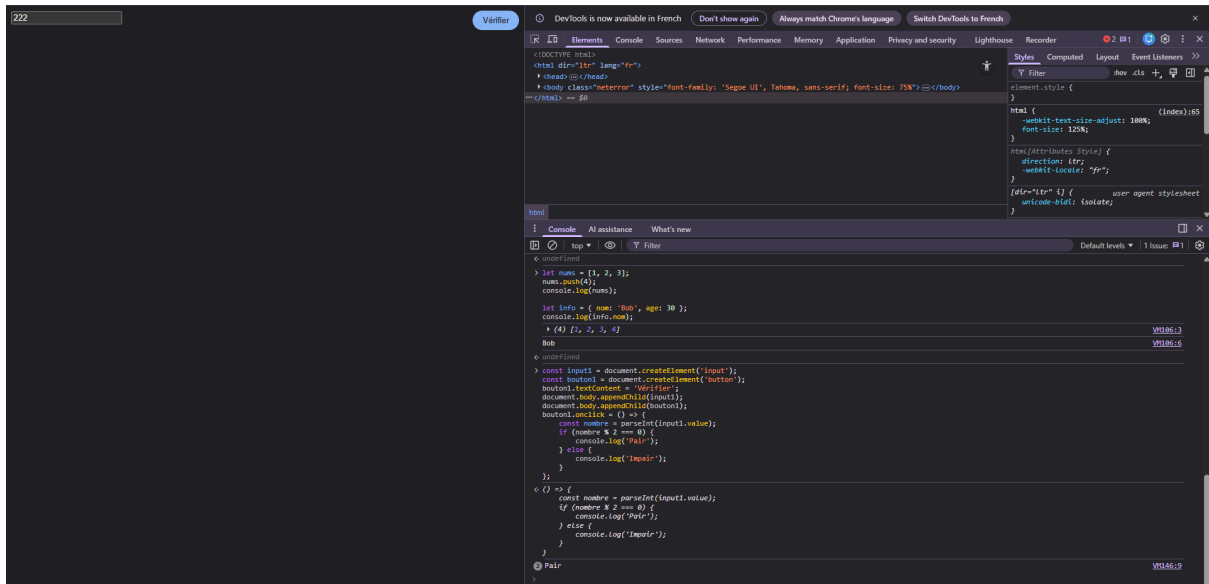 222
Vérifier
DevTools is now available in French
Don't show again
Always match Chrome's language
Switch DevTools to French
Elements Console Sources Network Performance Memory Application Privacy and security Lighthouse Recorder
2 1
<!DOCTYPE html>
<html dir="ltr" lang="fr">
<head> </head>
<body class="neterror" style="font-family: 'Segoe UI', Tahoma, sans-serif; font-size: 75%"> </body>
</html> == $0
html
Styles Computed Layout Event Listeners
Filter :hov .cls
element.style {
}
html { (index):65
-webkit-text-size-adjust: 100%;
font-size: 125%;
}
html[Attributes Style] {
direction: ltr;
-webkit-locale: "fr";
}
[dir="ltr" i] { user agent stylesheet
unicode-bidi: isolate;
}
Console AI assistance What's new
top Filter Default levels 1 Issue: 1
undefined
let nums = [1, 2, 3];
nums.push(4);
console.log(nums);
let info = { nom: 'Bob', age: 30 };
console.log(info.nom);
(4) [1, 2, 3, 4] VM106:3
Bob VM106:6
undefined
const input1 = document.createElement('input');
const bouton1 = document.createElement('button');
bouton1.textContent = 'Vérifier';
document.body.appendChild(input1);
document.body.appendChild(bouton1);
bouton1.onclick = () => {
const nombre = parseInt(input1.value);
if (nombre % 2 === 0) {
console.log('Pair');
} else {
console.log('Impair');
}
};
() => {
const nombre = parseInt(input1.value);
if (nombre % 2 === 0) {
console.log('Pair');
} else {
console.log('Impair');
}
}
2 Pair VM146:9